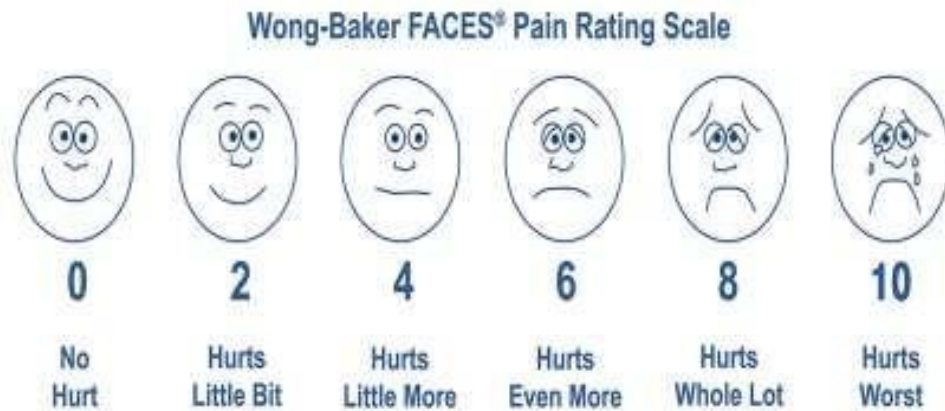 Wong-Baker FACES® Pain Rating Scale
0 2 4 6 8 10
No Hurts Hurts Hurts Hurts Hurts
Hurt Little Bit Little More Even More Whole Lot Worst